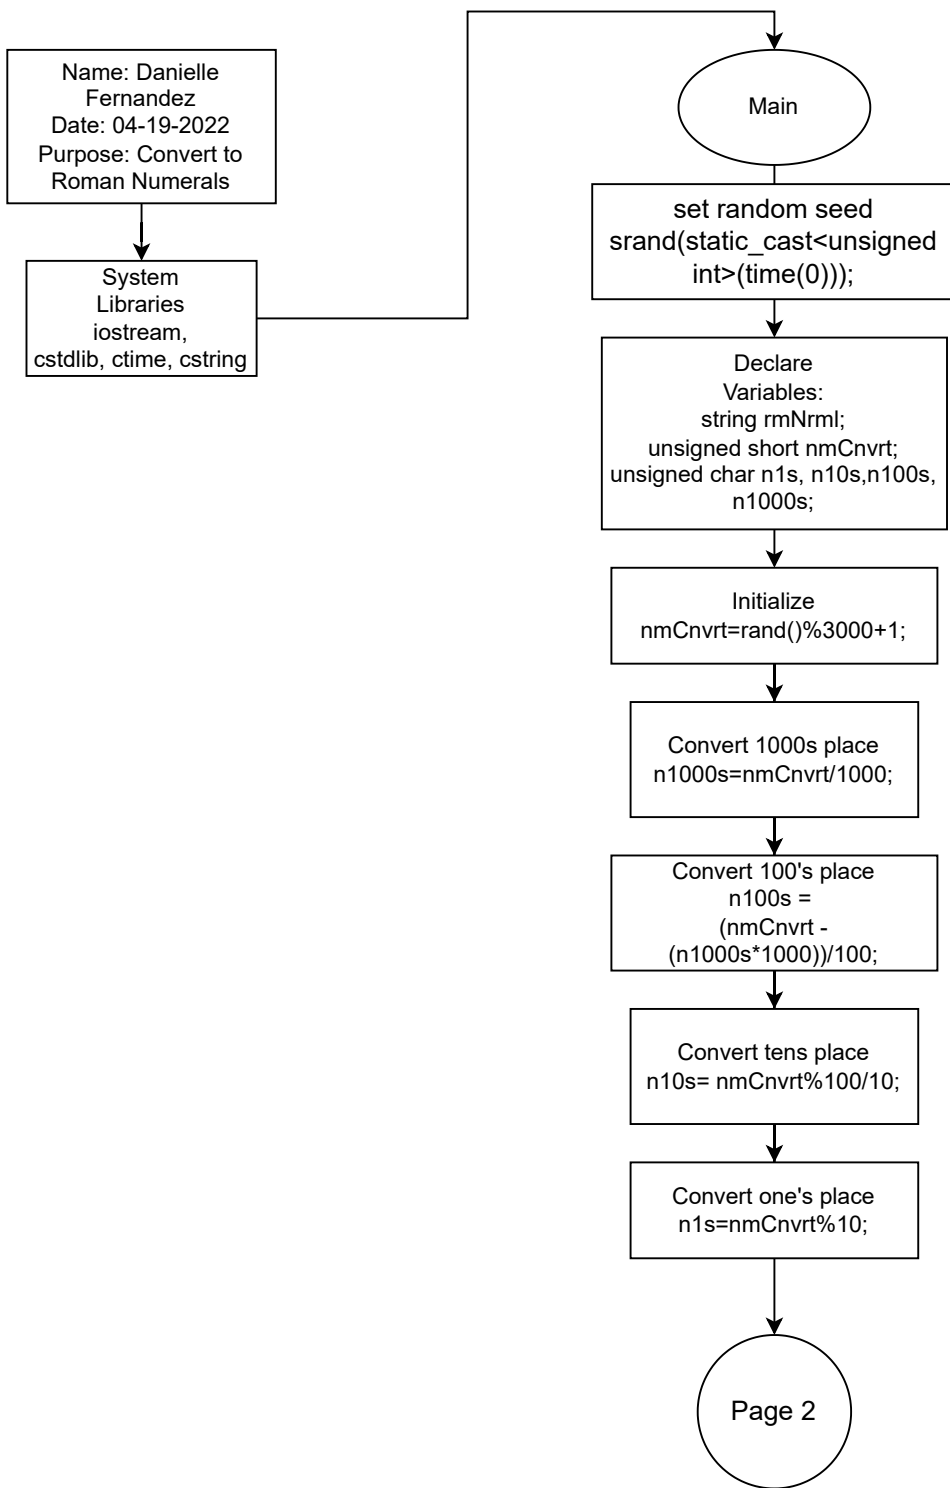 Name: Danielle
Fernandez
Date: 04-19-2022
Purpose: Convert to
Roman Numerals
System
Libraries
iostream,
cstdlib, ctime, cstring
Main
set random seed
srand(static_cast<unsigned
int>(time(0)));
Declare
Variables:
string rmNrml;
unsigned short nmCnvrt;
unsigned char n1s, n10s,n100s,
n1000s;
Initialize
nmCnvrt=rand()%3000+1;
Convert 1000s place
n1000s=nmCnvrt/1000;
Convert 100's place
n100s =
(nmCnvrt -
(n1000s*1000))/100;
Convert tens place
n10s= nmCnvrt%100/10;
Convert one's place
n1s=nmCnvrt%10;
Page 2